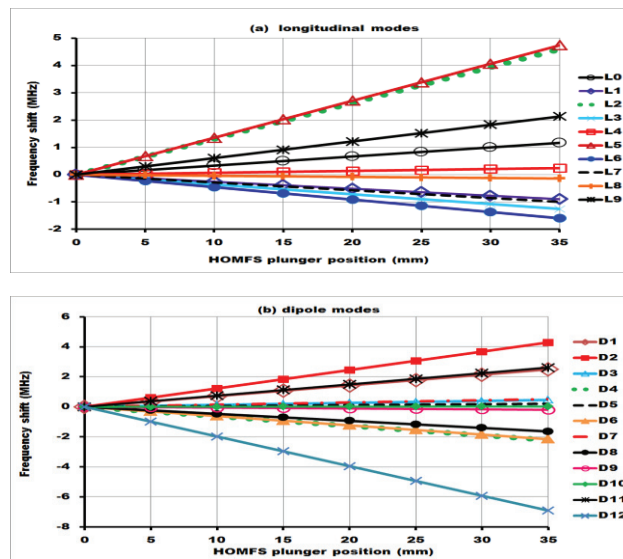 (a) longitudinal modes
5
4
3
2
1
0
-1
-2
Frequency shift (MHz)
0 5 10 15 20 25 30 35
HOMFS plunger position (mm)
L0
L1
L2
L3
L4
L5
L6
L7
L8
L9
(b) dipole modes
6
4
2
0
-2
-4
-6
-8
Frequency shift (MHz)
0 5 10 15 20 25 30 35
HOMFS plunger position (mm)
D1
D2
D3
D4
D5
D6
D7
D8
D9
D10
D11
D12